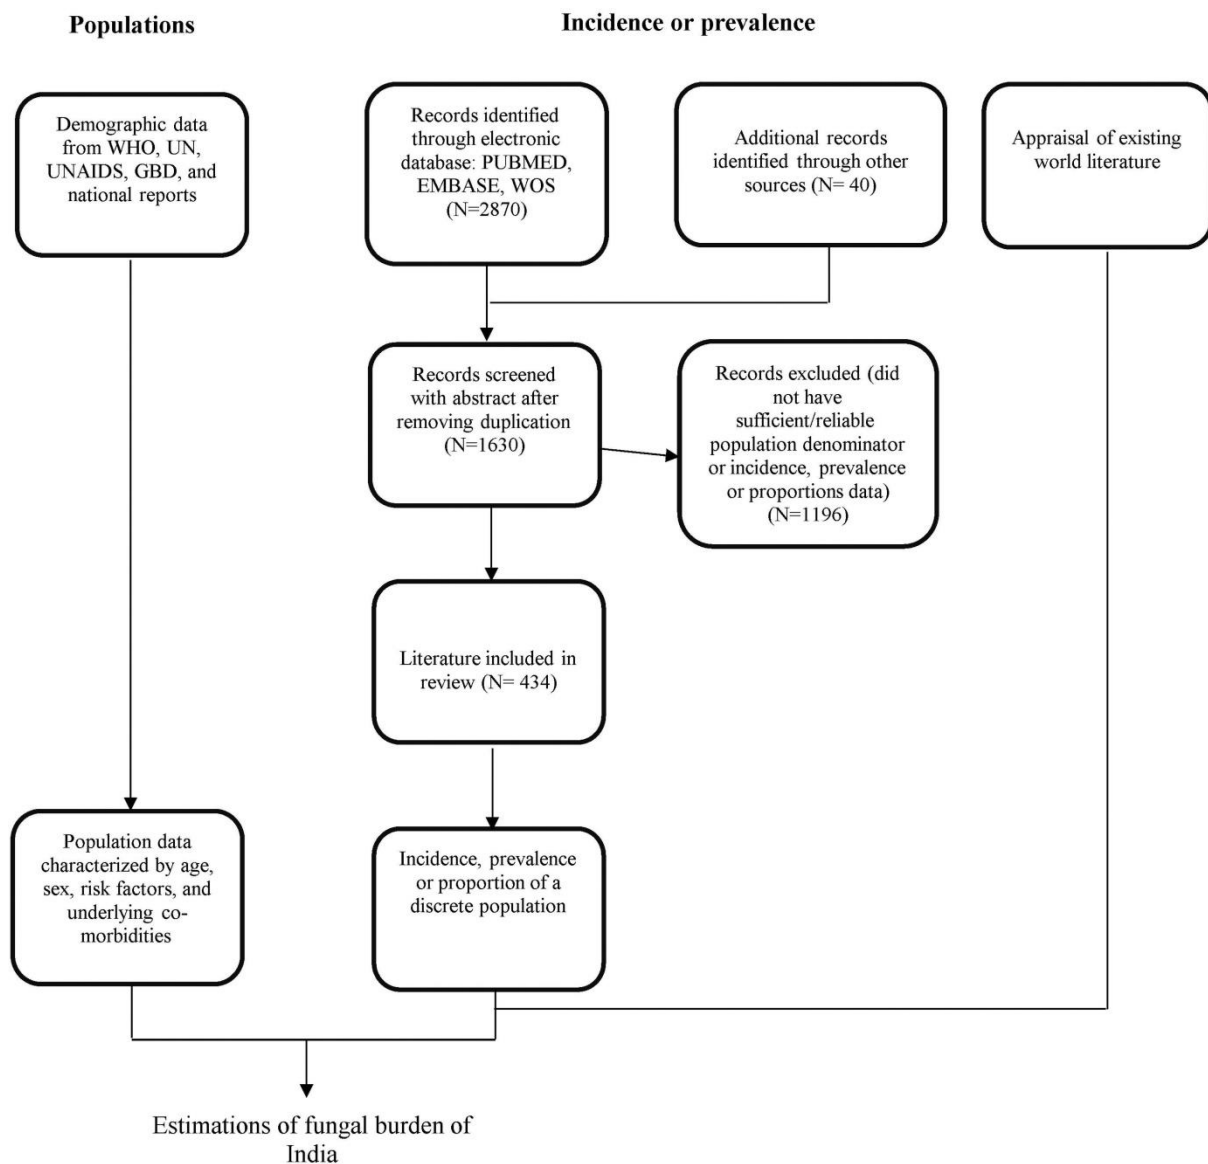 Populations
Incidence or prevalence
Demographic data
from WHO, UN,
UNAIDS, GBD, and
national reports
Records identified
through electronic
database: PUBMED,
EMBASE, WOS
(N=2870)
Additional records
identified through other
sources (N= 40)
Appraisal of existing
world literature
Records screened
with abstract after
removing duplication
(N=1630)
Records excluded (did
not have
sufficient/reliable
population denominator
or incidence, prevalence
or proportions data)
(N=1196)
Literature included in
review (N= 434)
Population data
characterized by age,
sex, risk factors, and
underlying co-
morbidities
Incidence, prevalence
or proportion of a
discrete population
Estimations of fungal burden of
India